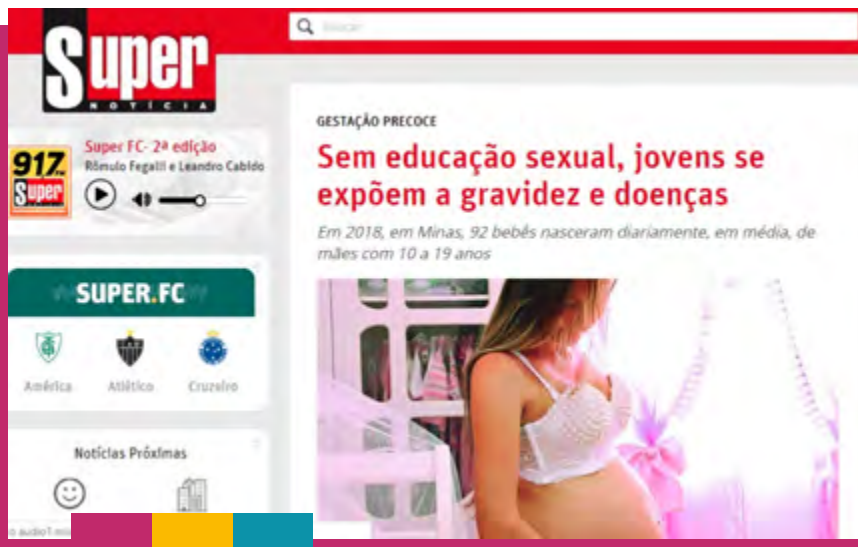 Super
NOTÍCIA
Buscar
917
Super
Super FC- 2ª edição
Rômulo Fegalli e Leandro Cabido
SUPER.FC
América
Atlético
Cruzeiro
Notícias Próximas
GESTAÇÃO PRECOCE
Sem educação sexual, jovens se
expõem a gravidez e doenças
Em 2018, em Minas, 92 bebês nasceram diariamente, em média, de
mães com 10 a 19 anos